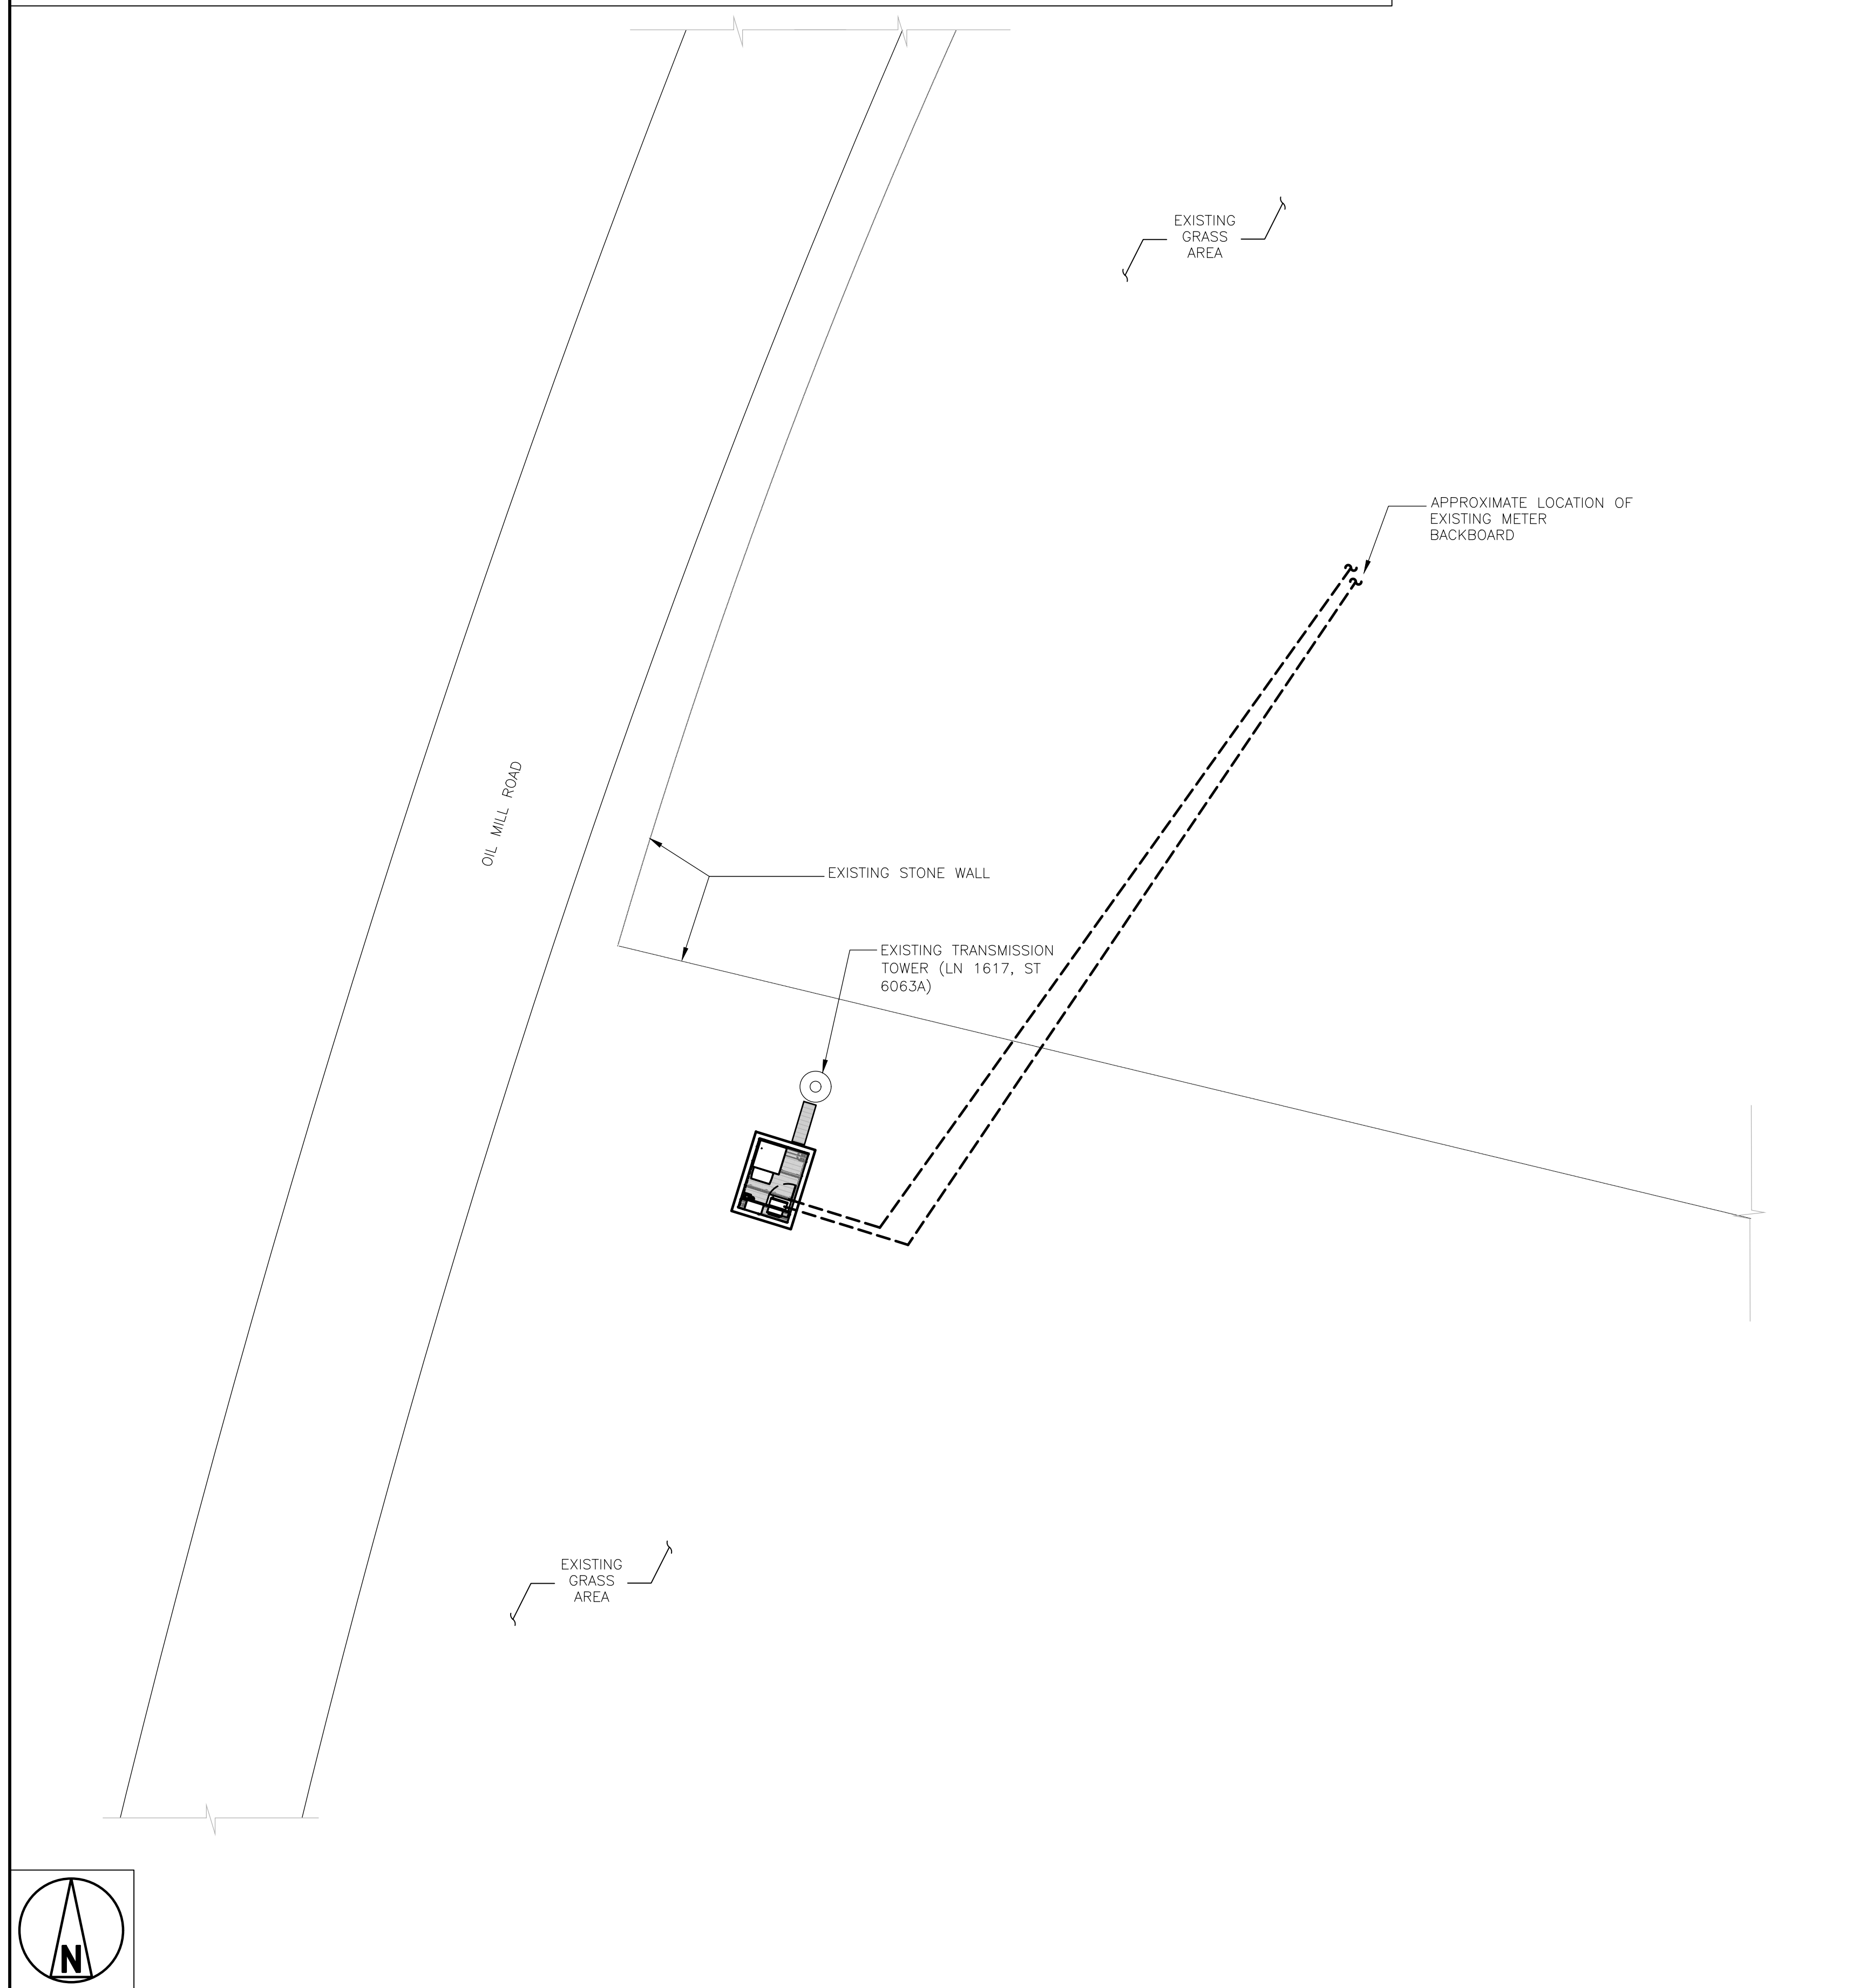 EXISTING
GRASS
AREA
APPROXIMATE LOCATION OF
EXISTING METER
BACKBOARD
OIL MILL ROAD
EXISTING STONE WALL
EXISTING TRANSMISSION
TOWER (LN 1617, ST
6063A)
EXISTING
GRASS
AREA
N